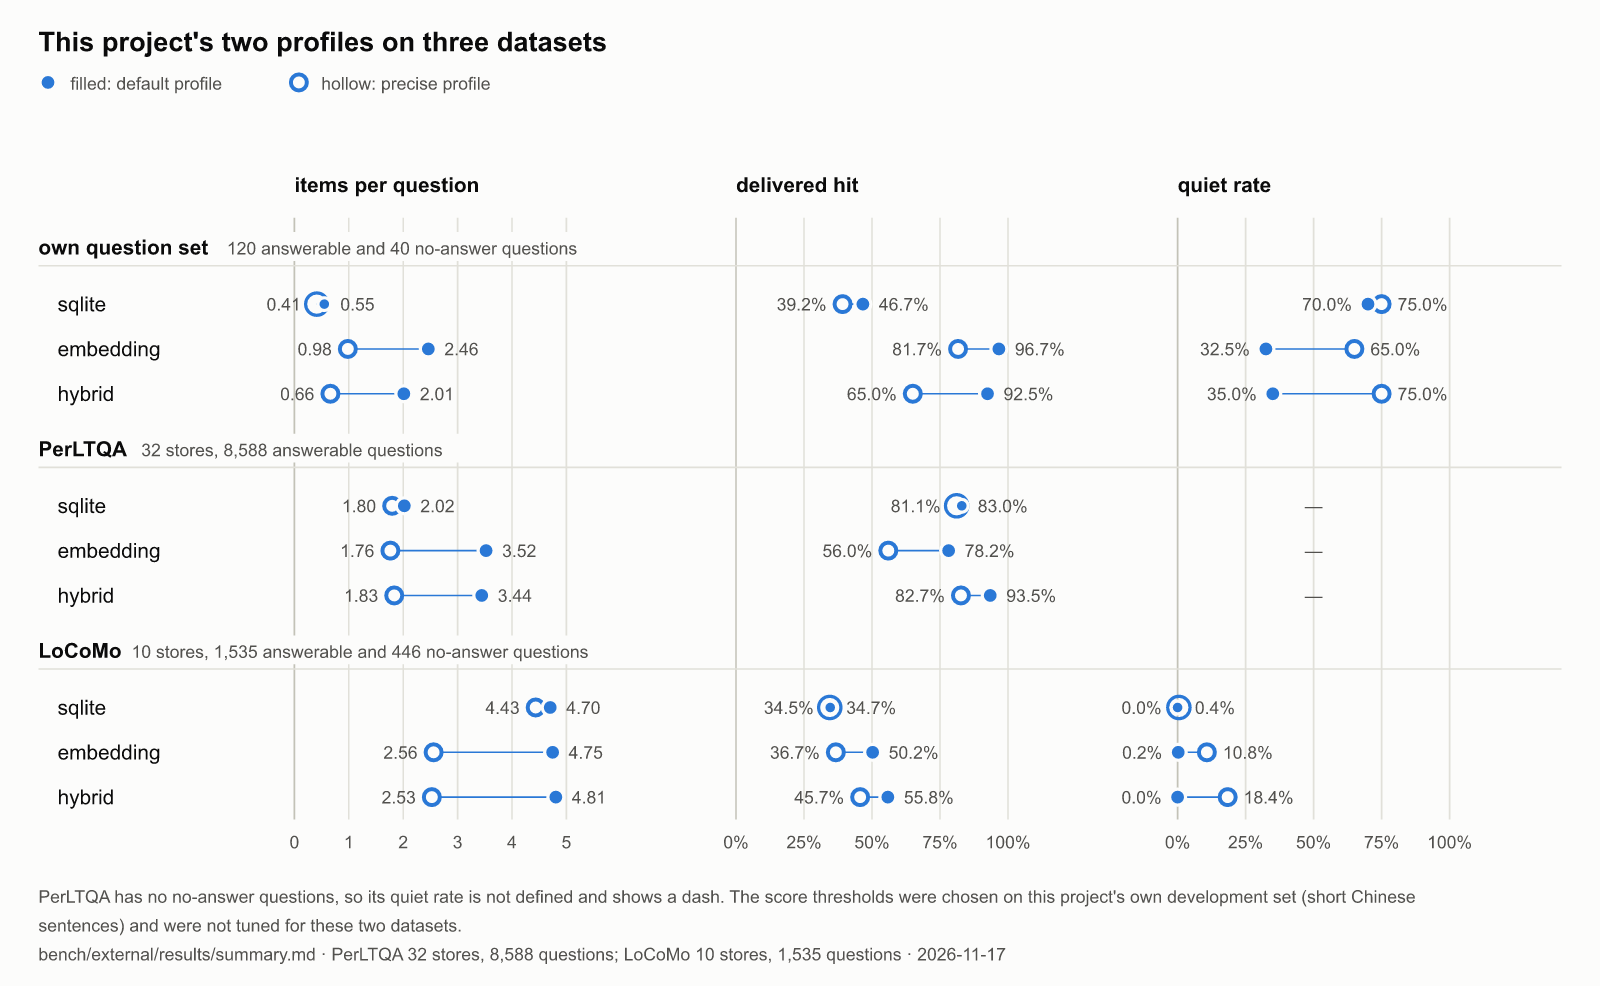 This project's two profiles on three datasets
filled: default profile hollow: precise profile
items per question delivered hit quiet rate
own question set 120 answerable and 40 no-answer questions
sqlite 0.41 0.55 39.2% 46.7% 70.0% 75.0%
embedding 0.98 2.46 81.7% 96.7% 32.5% 65.0%
hybrid 0.66 2.01 65.0% 92.5% 35.0% 75.0%
PerLTQA 32 stores, 8,588 answerable questions
sqlite 1.80 2.02 81.1% 83.0% —
embedding 1.76 3.52 56.0% 78.2% —
hybrid 1.83 3.44 82.7% 93.5% —
LoCoMo 10 stores, 1,535 answerable and 446 no-answer questions
sqlite 4.43 4.70 34.5% 34.7% 0.0% 0.4%
embedding 2.56 4.75 36.7% 50.2% 0.2% 10.8%
hybrid 2.53 4.81 45.7% 55.8% 0.0% 18.4%
0 1 2 3 4 5 0% 25% 50% 75% 100% 0% 25% 50% 75% 100%
PerLTQA has no no-answer questions, so its quiet rate is not defined and shows a dash. The score thresholds were chosen on this project's own development set (short Chinese
sentences) and were not tuned for these two datasets.
bench/external/results/summary.md · PerLTQA 32 stores, 8,588 questions; LoCoMo 10 stores, 1,535 questions · 2026-11-17